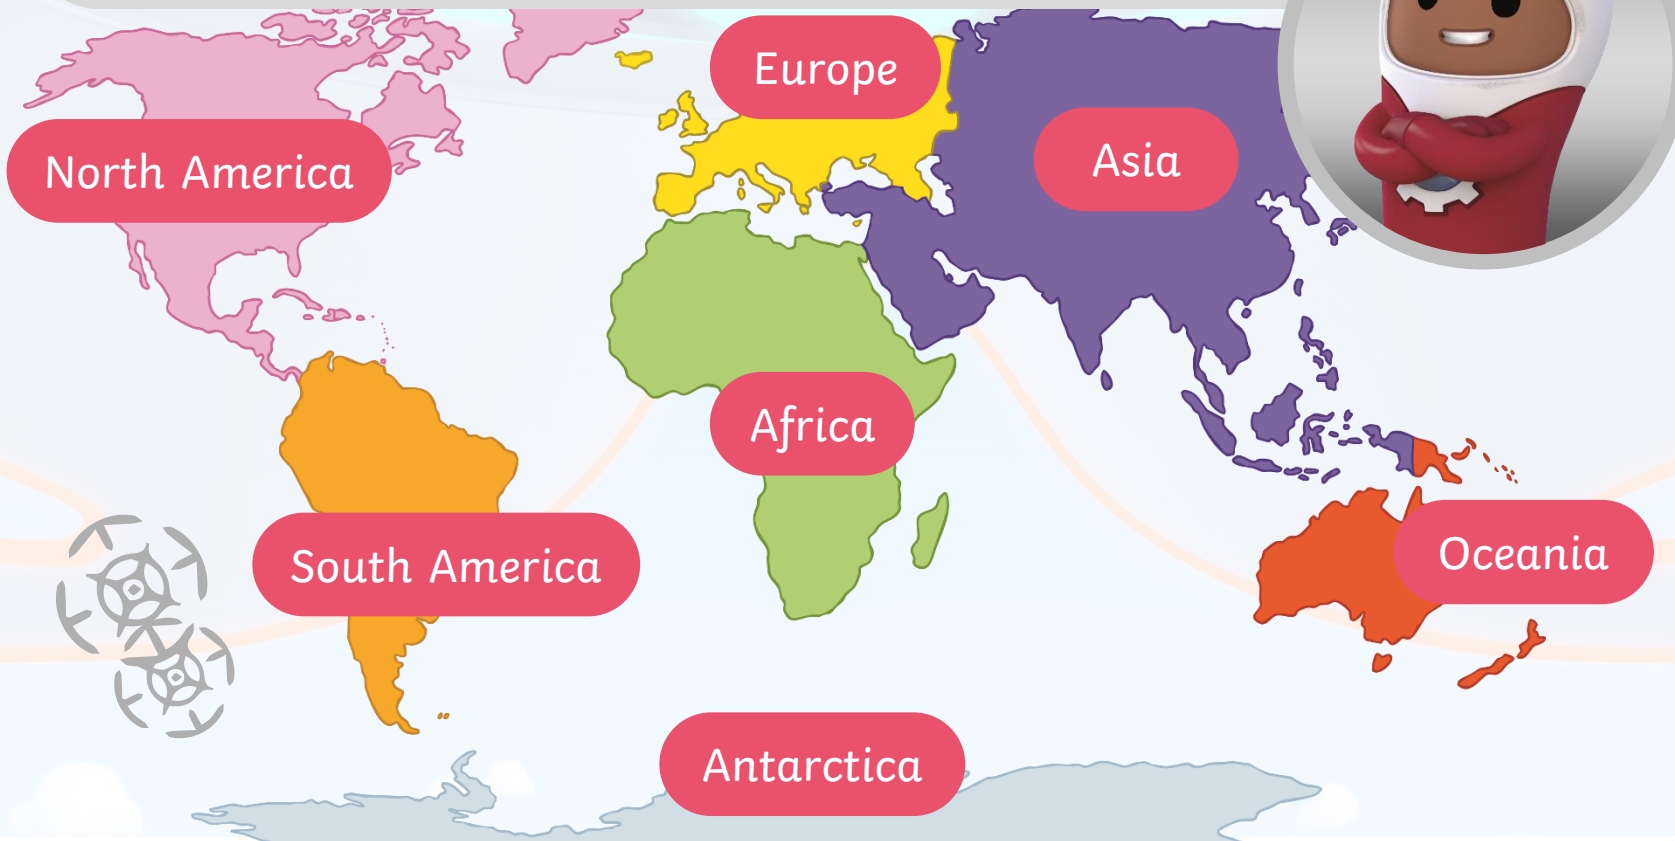 Europe
Asia
North America
Africa
Oceania
South America
Antarctica